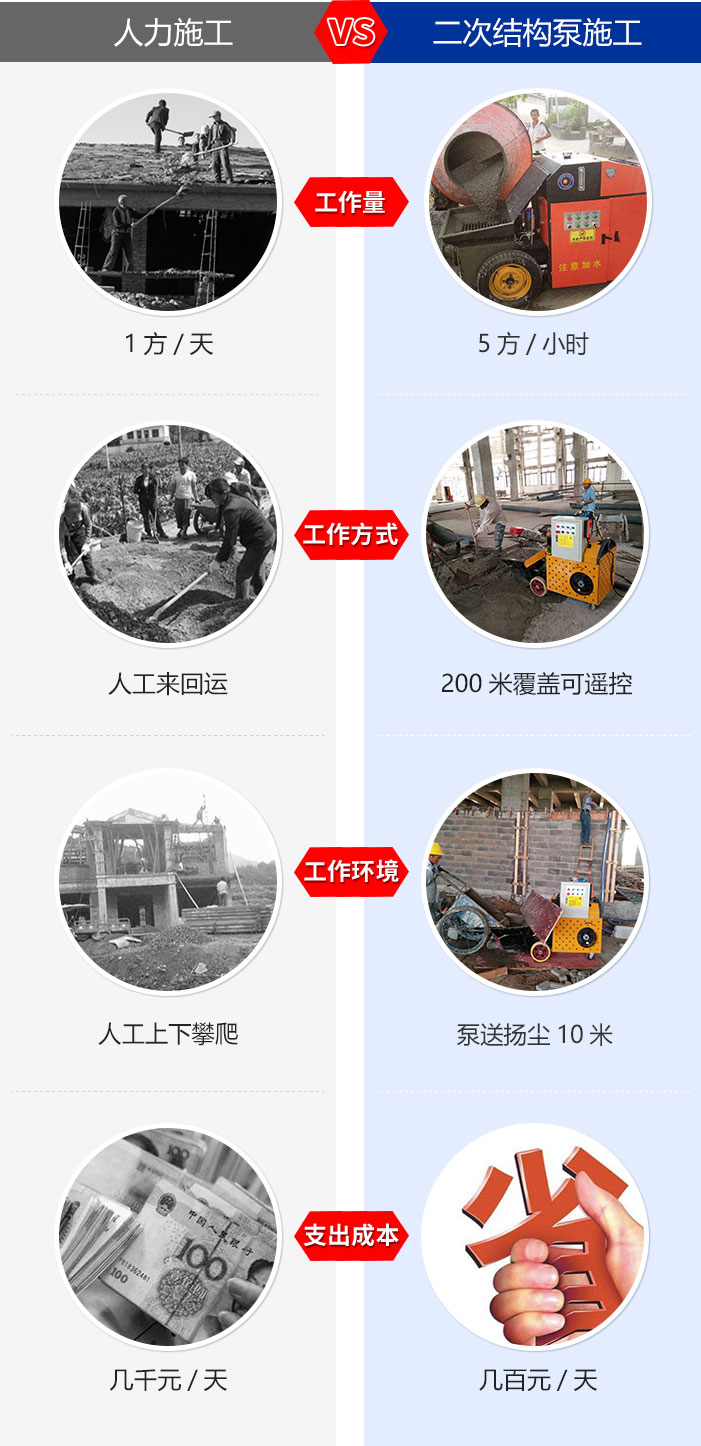 人力施工
VS
二次结构泵施工
工作量
注意加水
1 方 / 天
5 方 / 小时
工作方式
人工来回运
200 米覆盖可遥控
工作环境
人工上下攀爬
泵送扬尘 10 米
中国人民银行
100
100
省
支出成本
几千元 / 天
几百元 / 天